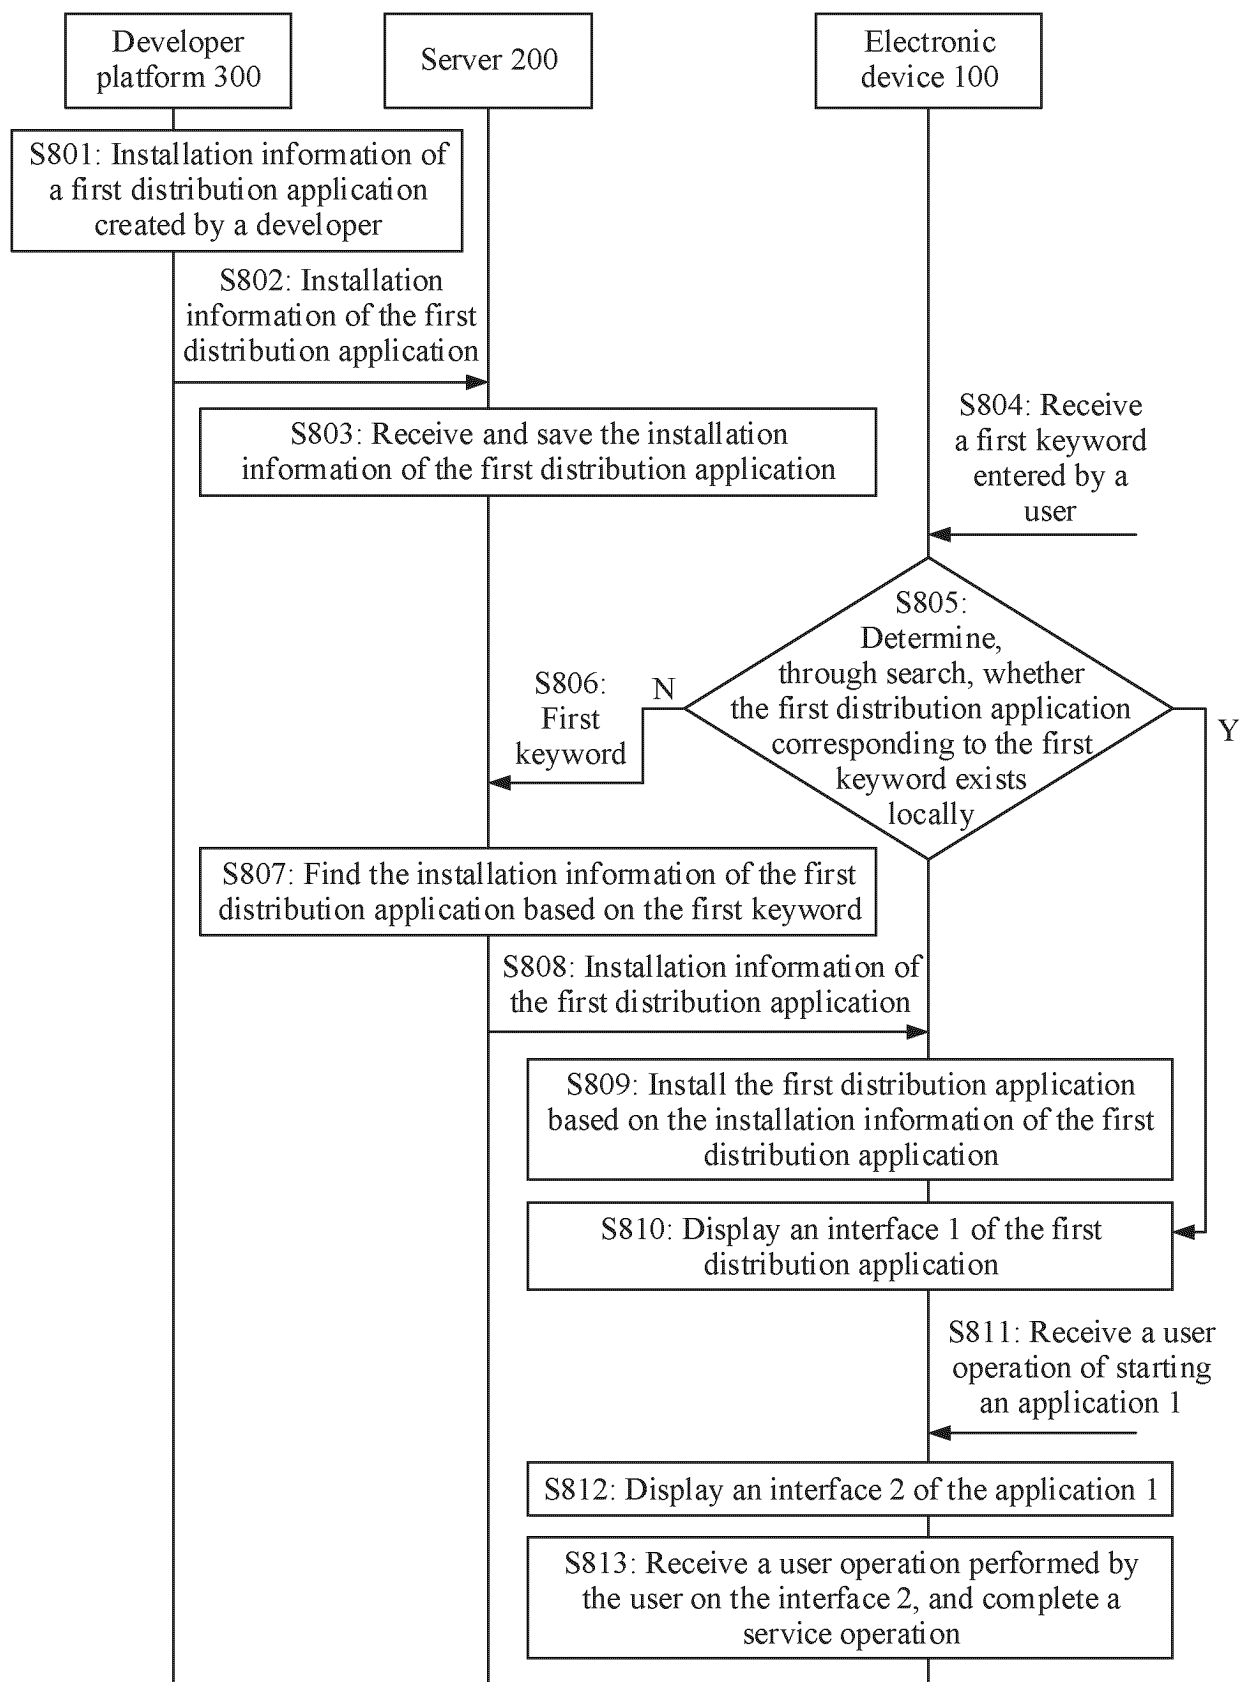 Developer
platform 300
Server 200
Electronic
device 100
S801: Installation information of
a first distribution application
created by a developer
S802: Installation
information of the first
distribution application
S803: Receive and save the installation
information of the first distribution application
S804: Receive
a first keyword
entered by a
user
S805:
Determine,
through search, whether
the first distribution application
corresponding to the first
keyword exists
locally
N
Y
S806:
First
keyword
S807: Find the installation information of the first
distribution application based on the first keyword
S808: Installation information of
the first distribution application
S809: Install the first distribution application
based on the installation information of the first
distribution application
S810: Display an interface 1 of the first
distribution application
S811: Receive a user
operation of starting
an application 1
S812: Display an interface 2 of the application 1
S813: Receive a user operation performed by
the user on the interface 2, and complete a
service operation